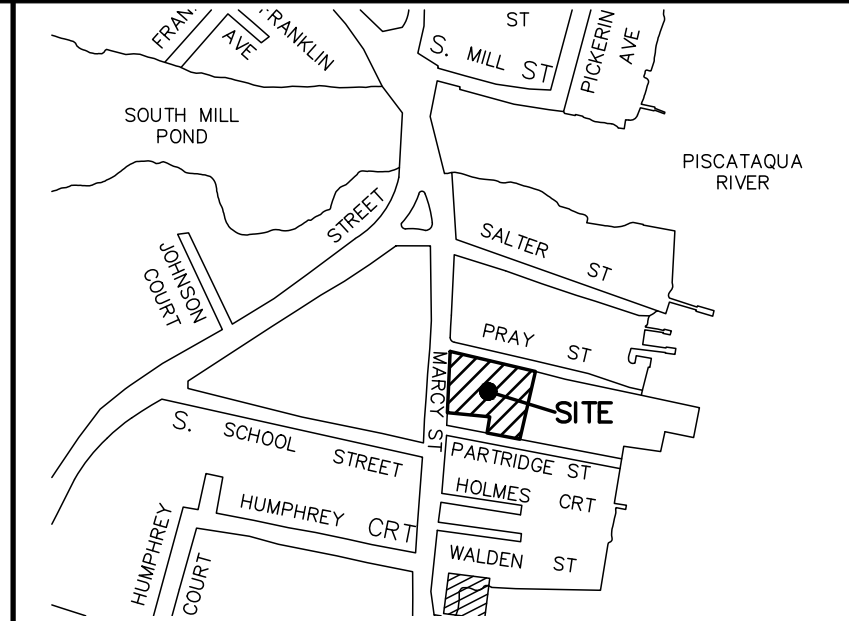 FRAN
AVE
FRANKLIN
ST
S. MILL ST
PICKERIN
AVE
SOUTH MILL
POND
PISCATAQUA
RIVER
STREET
SALTER ST
JOHNSON
COURT
PRAY ST
MARCY ST
SITE
S. SCHOOL STREET
PARTRIDGE ST
HOLMES CRT
HUMPHREY CRT
WALDEN ST
HUMPHREY
COURT